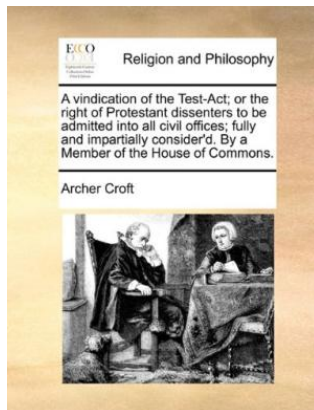 ECCO
Religion and Philosophy
A vindication of the Test-Act; or the
right of Protestant dissenters to be
admitted into all civil offices; fully
and impartially consider'd. By a
Member of the House of Commons.
Archer Croft